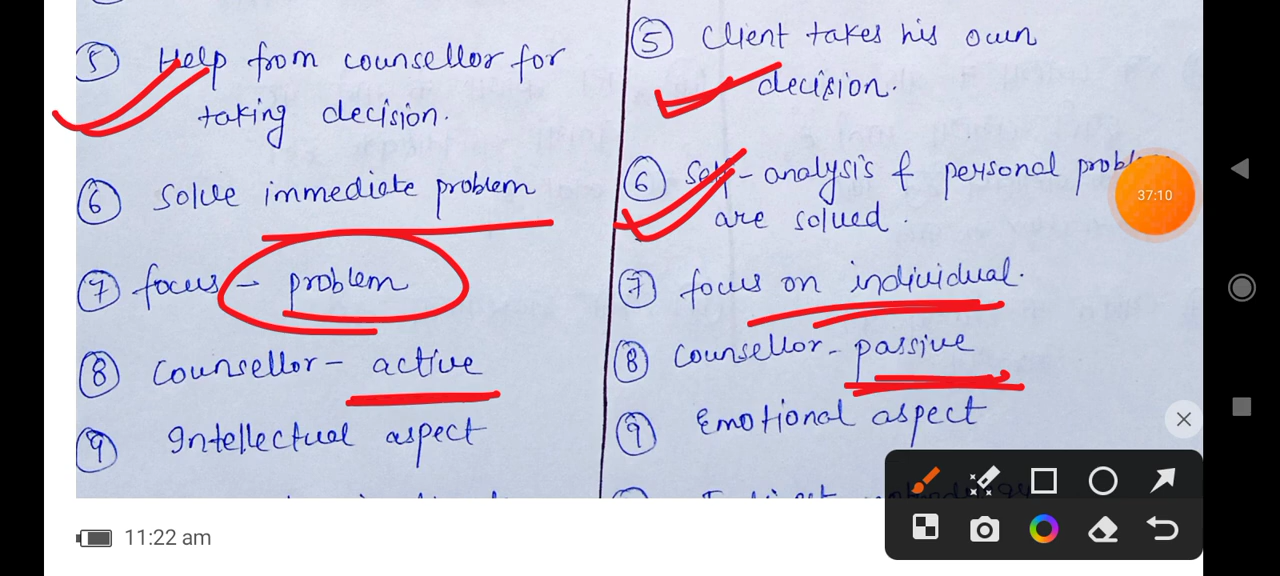 ⑤ Help from counsellor for
taking decision.
⑥ Solve immediate problem
⑦ focus - problem
⑧ Counsellor - active
⑨ Intellectual aspect
⑤ Client takes his own
decision.
⑥ Self - analysis & personal
are solved.
⑦ focus on individual.
⑧ Counsellor - passive
⑨ Emotional aspect
37:10
11:22 am